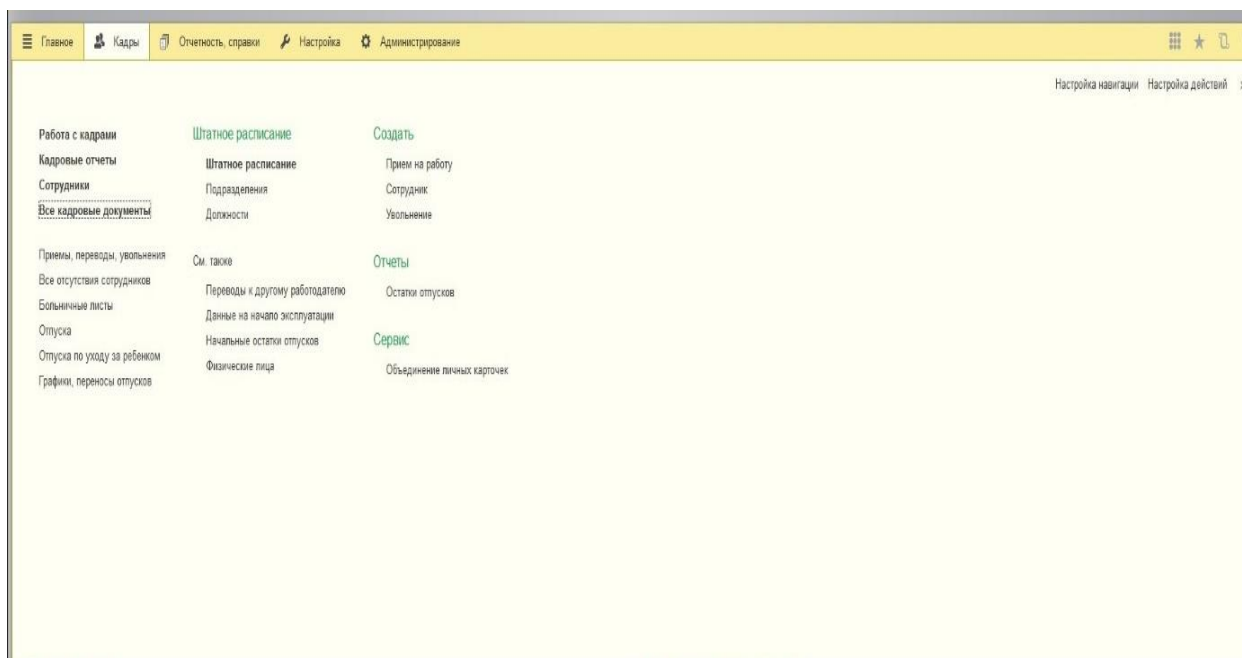 Главное Кадры Отчетность, справки Настройка Администрирование
Настройка навигации Настройка действий
Работа с кадрами
Кадровые отчеты
Сотрудники
Все кадровые документы
Приемы, переводы, увольнения
Все отсутствия сотрудников
Больничные листы
Отпуска
Отпуска по уходу за ребенком
Графики, переносы отпусков
Штатное расписание
Штатное расписание
Подразделения
Должности
См. также
Переводы к другому работодателю
Данные на начало эксплуатации
Начальные остатки отпусков
Физические лица
Создать
Прием на работу
Сотрудник
Увольнение
Отчеты
Остатки отпусков
Сервис
Объединение личных карточек